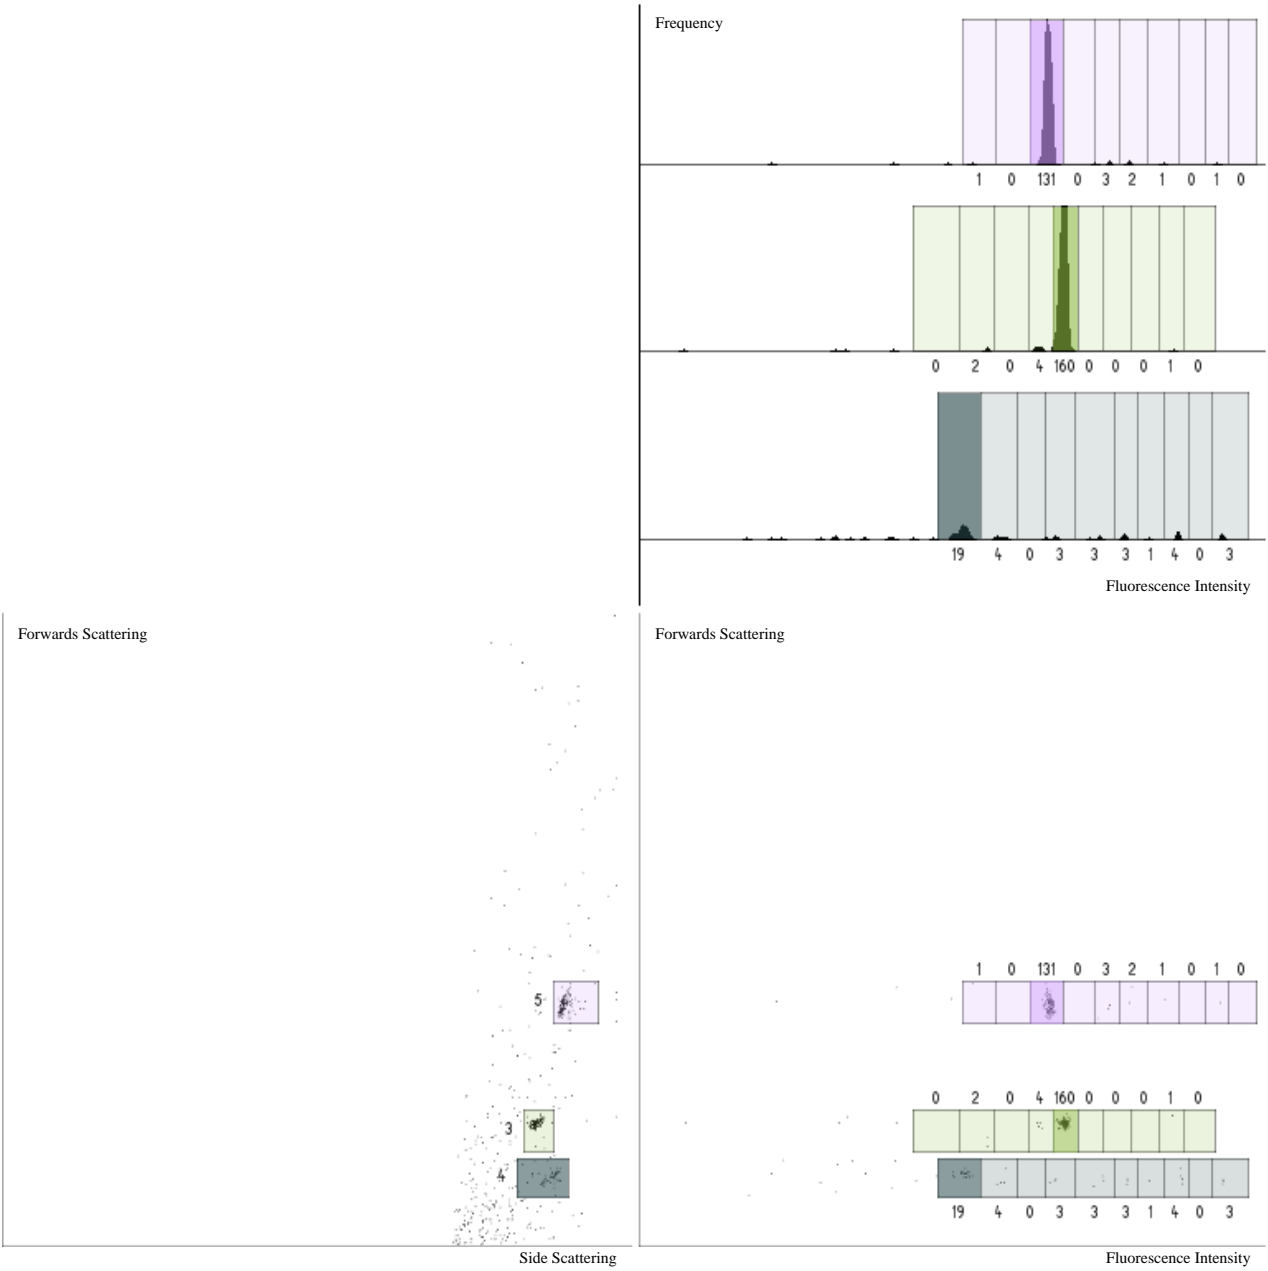 Frequency
1 0 131 0 3 2 1 0 1 0
0 2 0 4 160 0 0 0 1 0
19 4 0 3 3 3 1 4 0 3
Fluorescence Intensity
Forwards Scattering
5
3
4
Side Scattering
Forwards Scattering
1 0 131 0 3 2 1 0 1 0
0 2 0 4 160 0 0 0 1 0
19 4 0 3 3 3 1 4 0 3
Fluorescence Intensity